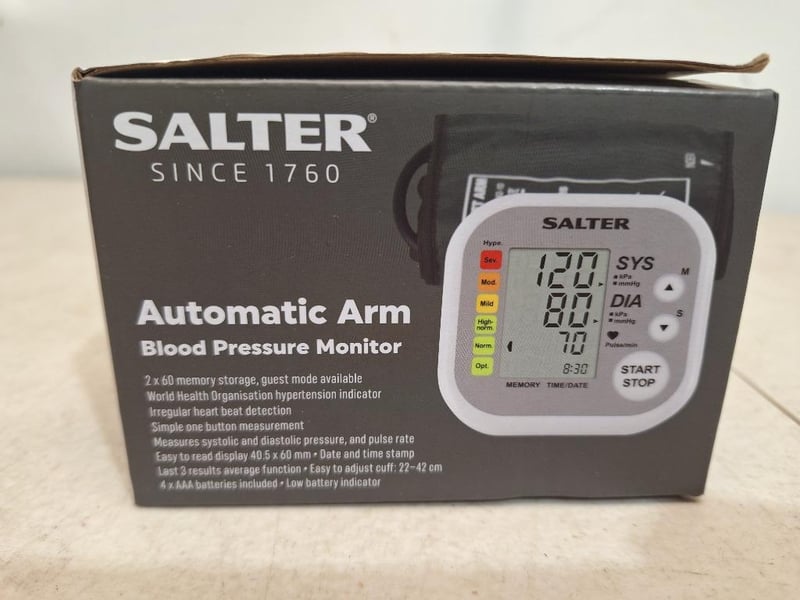 SALTER®
SINCE 1760
Automatic Arm
Blood Pressure Monitor
2 x 60 memory storage, guest mode available
World Health Organisation hypertension indicator
Irregular heart beat detection
Simple one button measurement
Measures systolic and diastolic pressure, and pulse rate
Easy to read display 40.5 x 60 mm • Date and time stamp
Last 3 results average function • Easy to adjust cuff: 22–42 cm
4 x AAA batteries included • Low battery indicator
SALTER
Hype.
Sev.
Mod.
Mild
High-
norm.
Norm.
Opt.
120
80
70
8:30
SYS
kPa
mmHg
DIA
kPa
mmHg
Pulse/min
M
S
START
STOP
MEMORY TIME/DATE